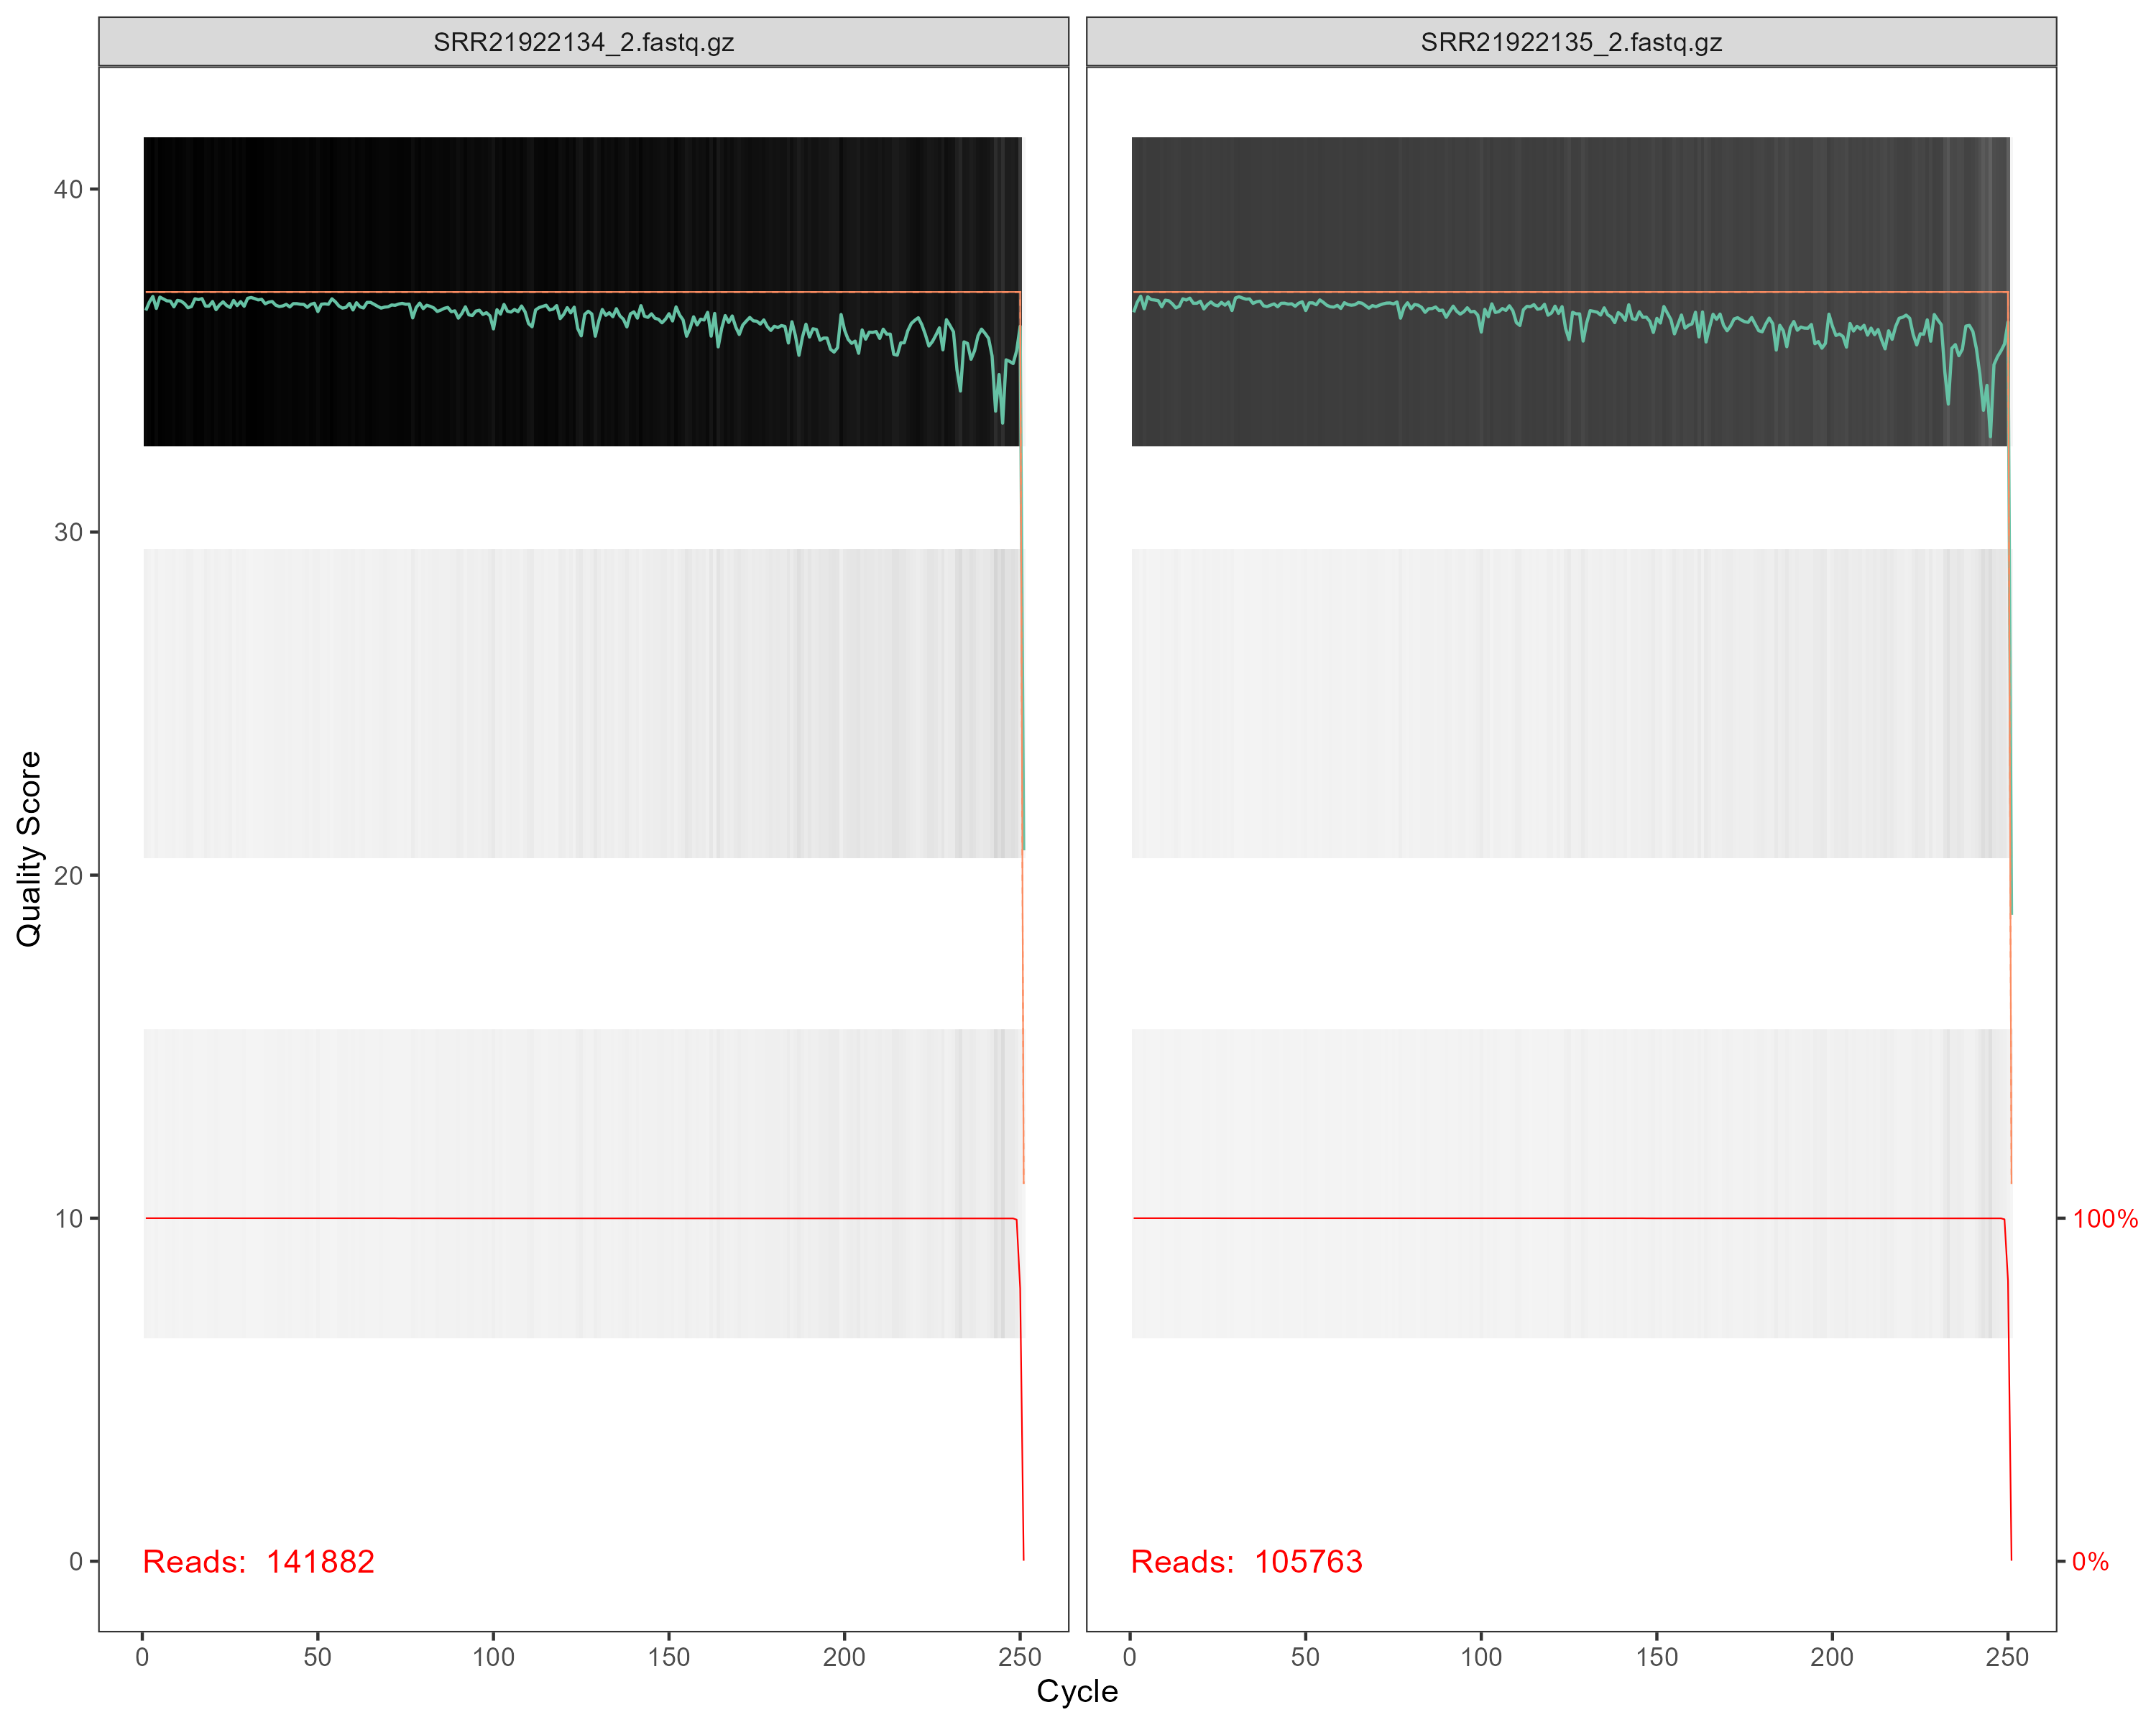 SRR21922134_2.fastq.gz
SRR21922135_2.fastq.gz
Quality Score
40
30
20
10
0
100%
0%
Reads: 141882
Reads: 105763
0 50 100 150 200 250
0 50 100 150 200 250
Cycle